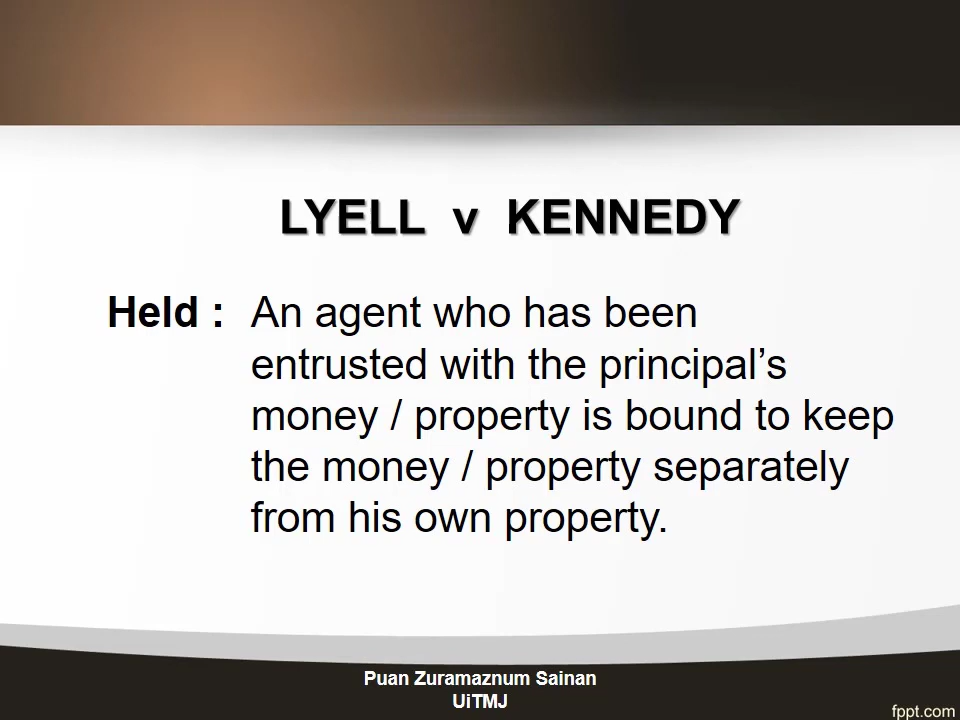 LYELL v KENNEDY
Held : An agent who has been
entrusted with the principal’s
money / property is bound to keep
the money / property separately
from his own property.
Puan Zuramaznum Sainan
UiTMJ
fppt.com